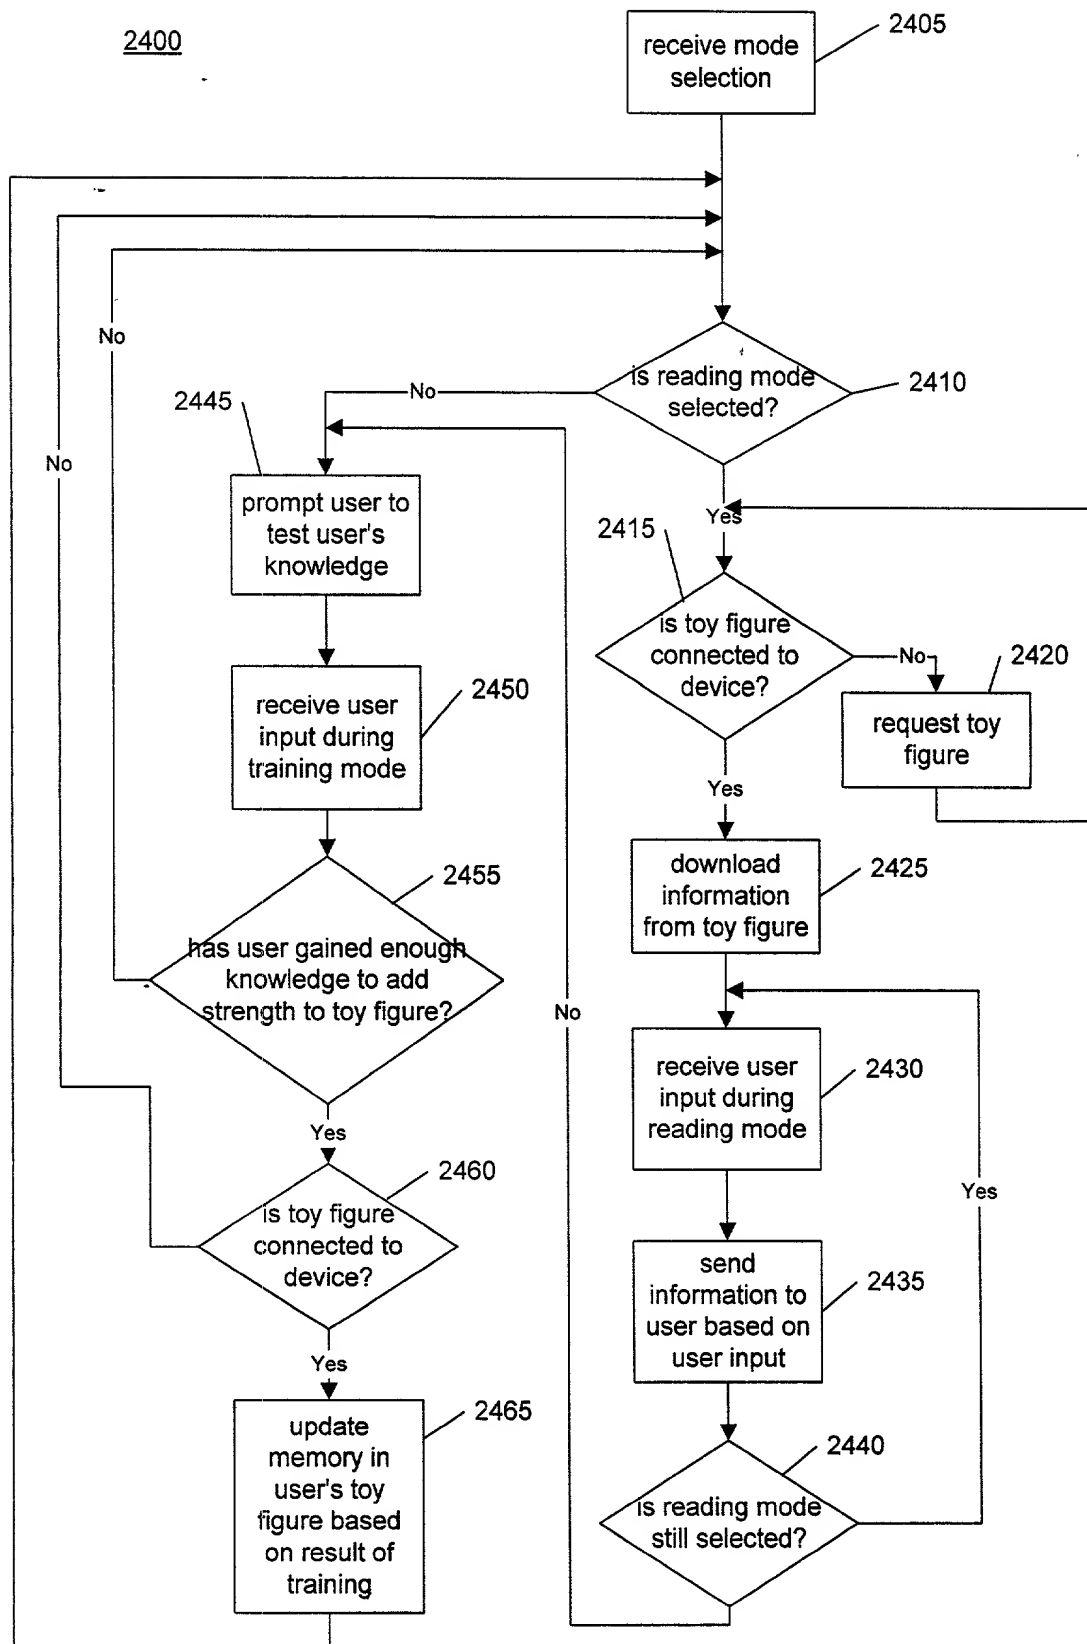 2400
receive mode
selection
2405
is reading mode
selected?
2410
No
Yes
2445
prompt user to
test user's
knowledge
receive user
input during
training mode
2450
has user gained enough
knowledge to add
strength to toy figure?
2455
No
Yes
is toy figure
connected to
device?
2460
No
Yes
update
memory in
user's toy
figure based
on result of
training
2465
2415
is toy figure
connected to
device?
No
2420
request toy
figure
Yes
download
information
from toy figure
2425
receive user
input during
reading mode
2430
send
information to
user based on
user input
2435
is reading mode
still selected?
2440
Yes
No